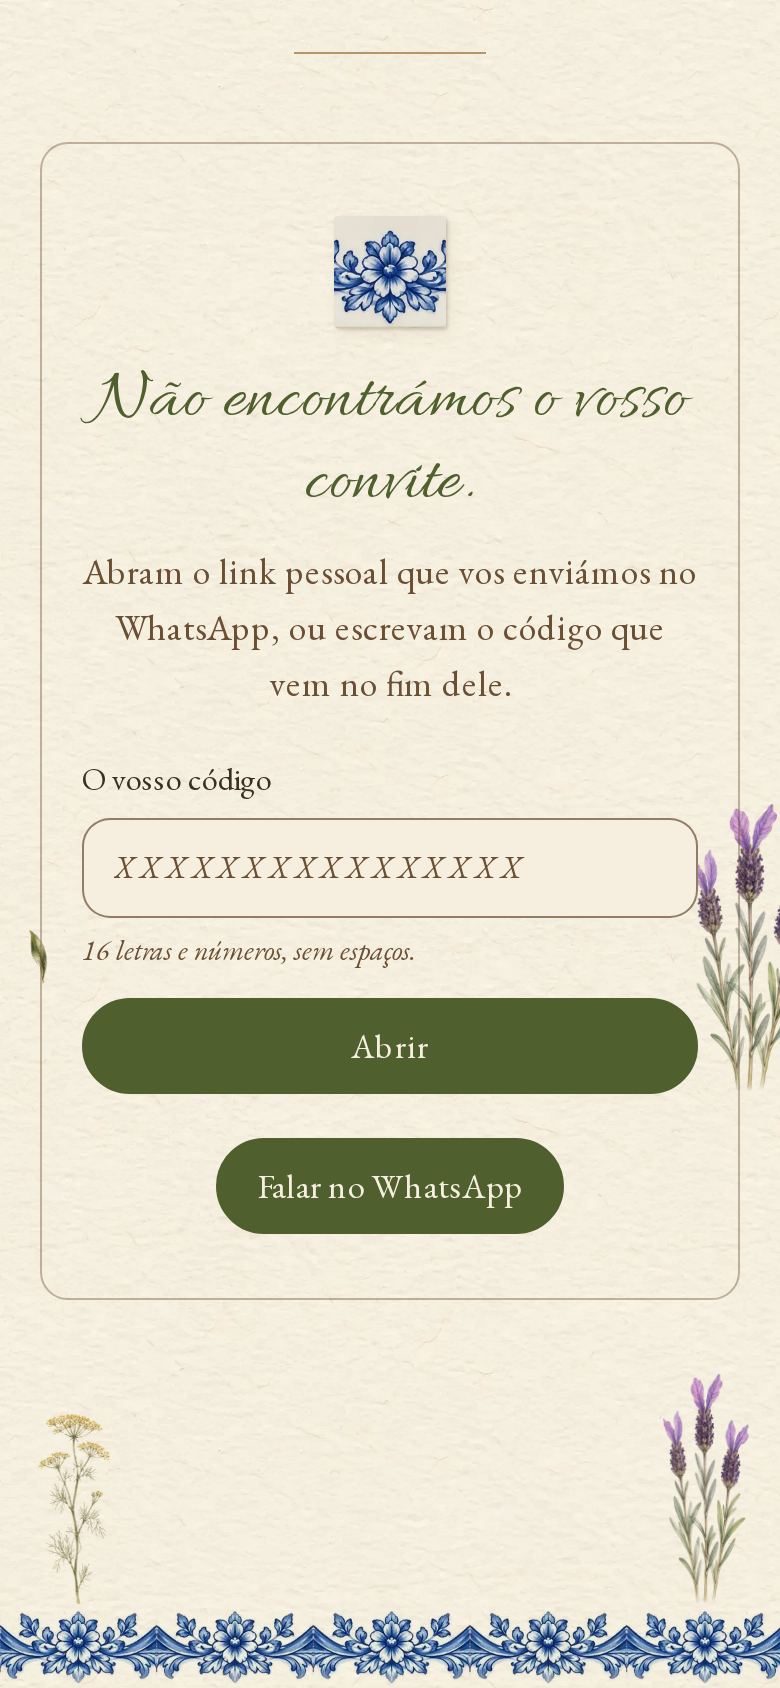 Não encontrámos o vosso
convite.
Abram o link pessoal que vos enviámos no
WhatsApp, ou escrevam o código que
vem no fim dele.
O vosso código
XXXXXXXXXXXXXXXX
16 letras e números, sem espaços.
Abrir
Falar no WhatsApp